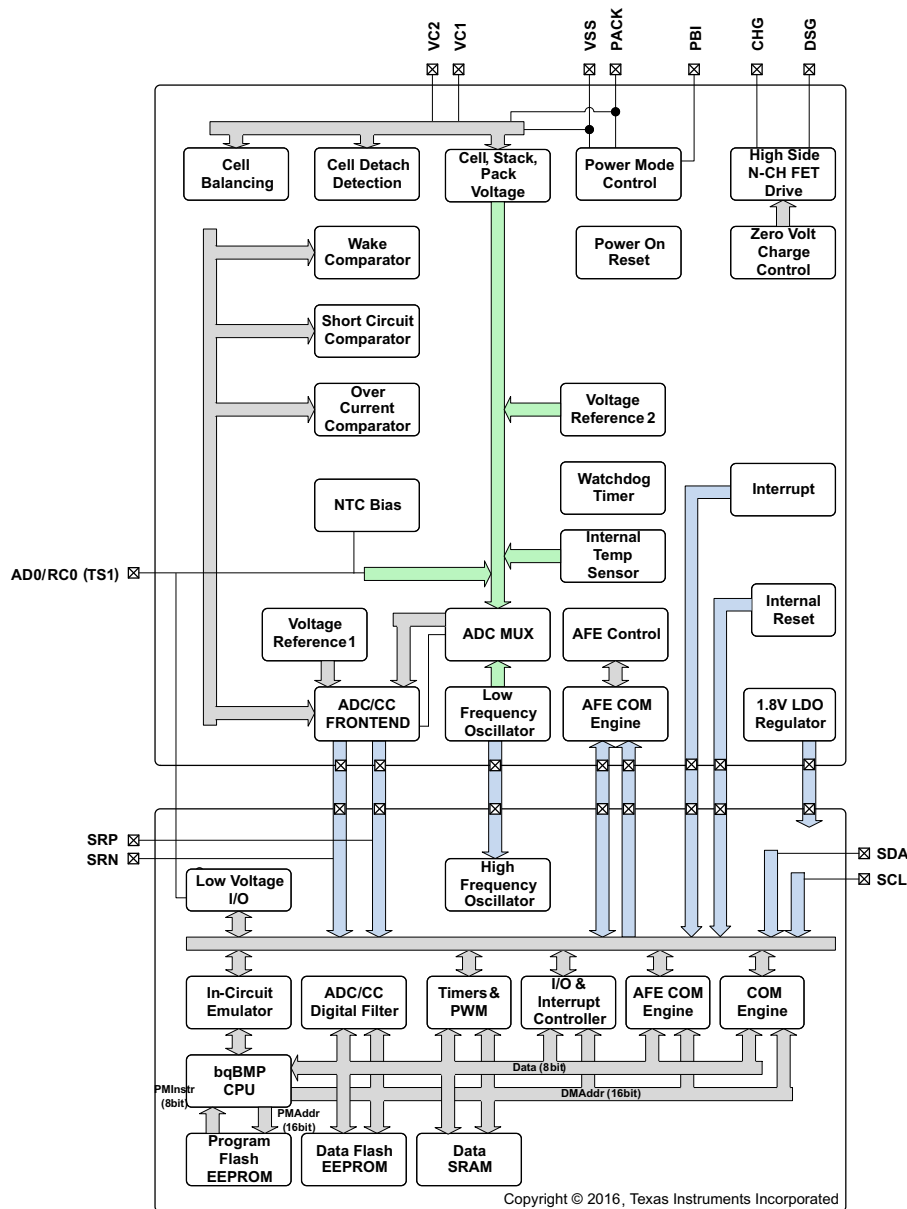 VC2
VC1
VSS
PACK
PBI
CHG
DSG
Cell
Balancing
Cell Detach
Detection
Cell, Stack,
Pack
Voltage
Power Mode
Control
High Side
N-CH FET
Drive
Wake
Comparator
Power On
Reset
Zero Volt
Charge
Control
Short Circuit
Comparator
Over
Current
Comparator
Voltage
Reference 2
NTC Bias
Watchdog
Timer
Interrupt
AD0/RC0 (TS1)
Internal
Temp
Sensor
Voltage
Reference 1
ADC MUX
AFE Control
Internal
Reset
ADC/CC
FRONTEND
Low
Frequency
Oscillator
AFE COM
Engine
1.8V LDO
Regulator
SRP
SRN
SDA
SCL
Low Voltage
I/O
High
Frequency
Oscillator
In-Circuit
Emulator
ADC/CC
Digital Filter
Timers &
PWM
I/O &
Interrupt
Controller
AFE COM
Engine
COM
Engine
bqBMP
CPU
Data (8bit)
DMAddr (16bit)
PMInstr
(8bit)
PMAddr
(16bit)
Program
Flash
EEPROM
Data Flash
EEPROM
Data
SRAM
Copyright © 2016, Texas Instruments Incorporated